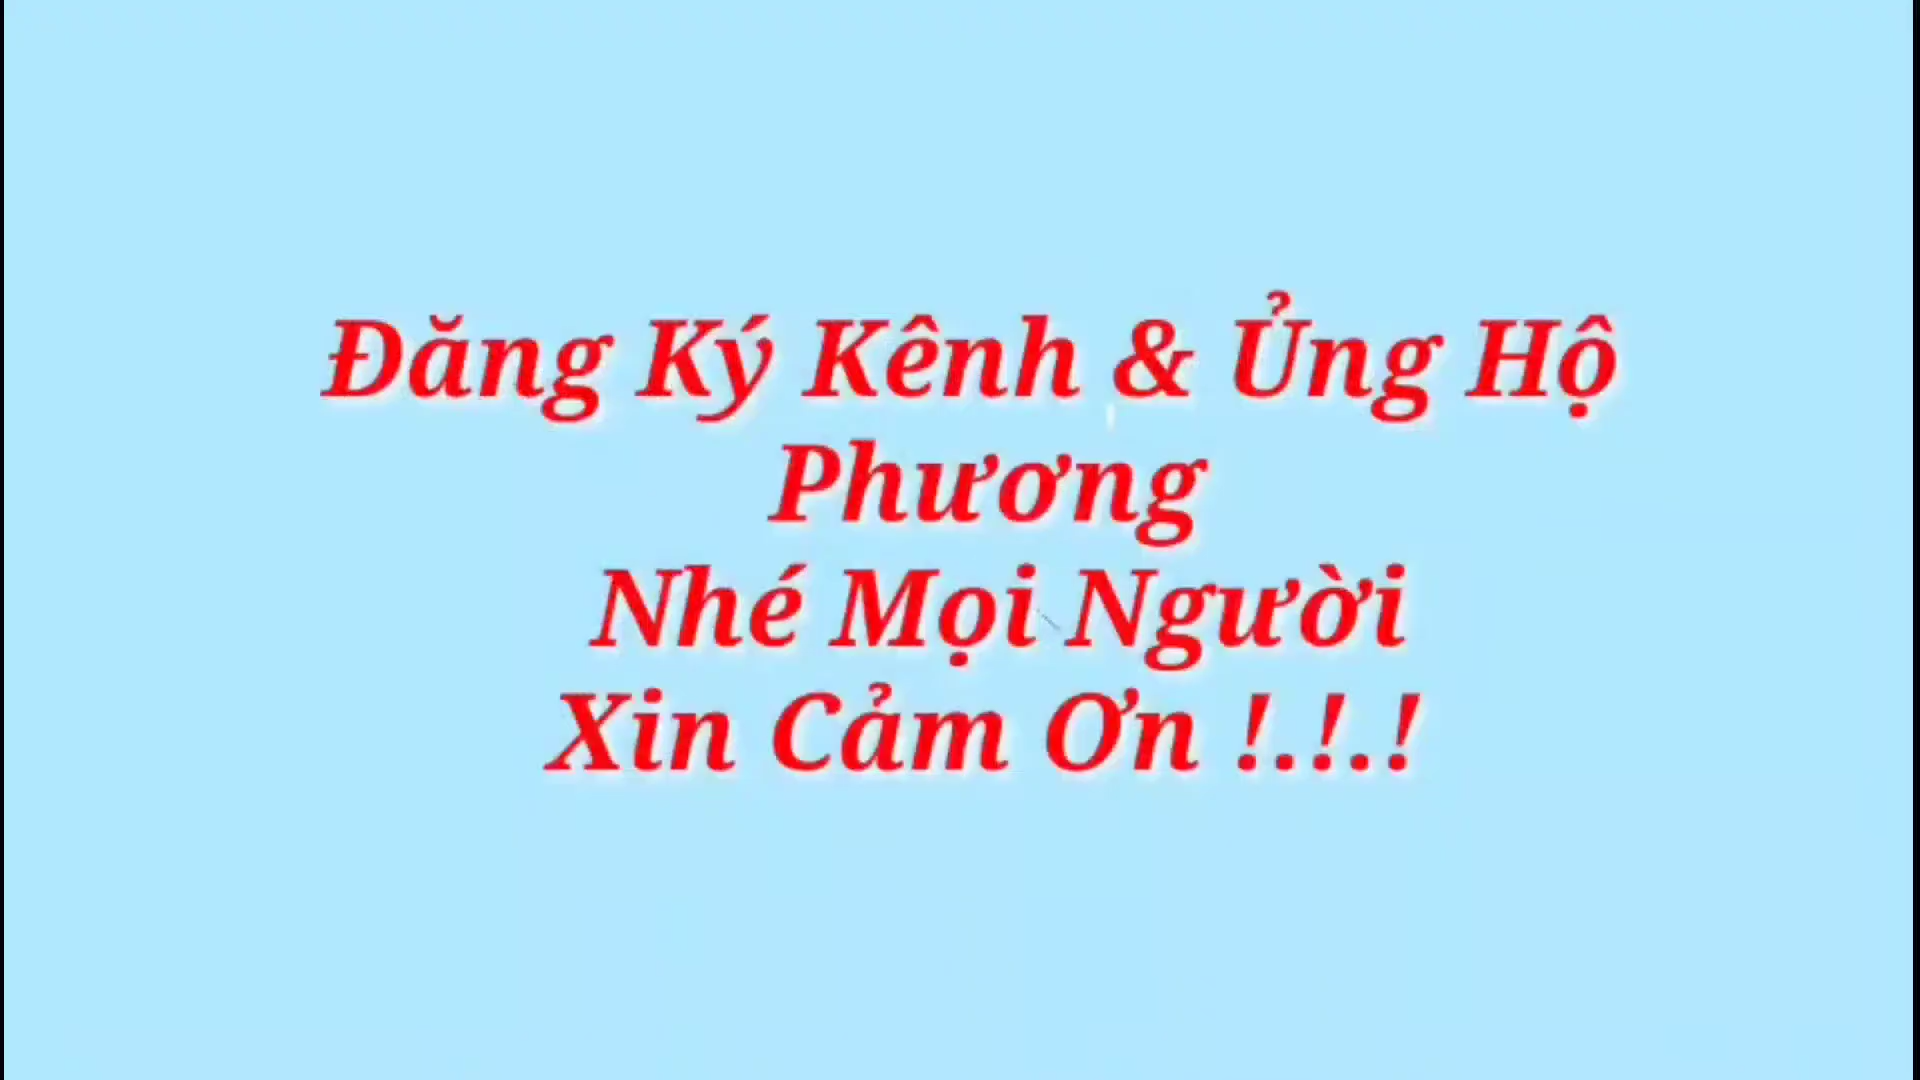 Đăng Ký Kênh & Ủng Hộ
Phương
Nhé Mọi Người
Xin Cảm Ơn !.!.!